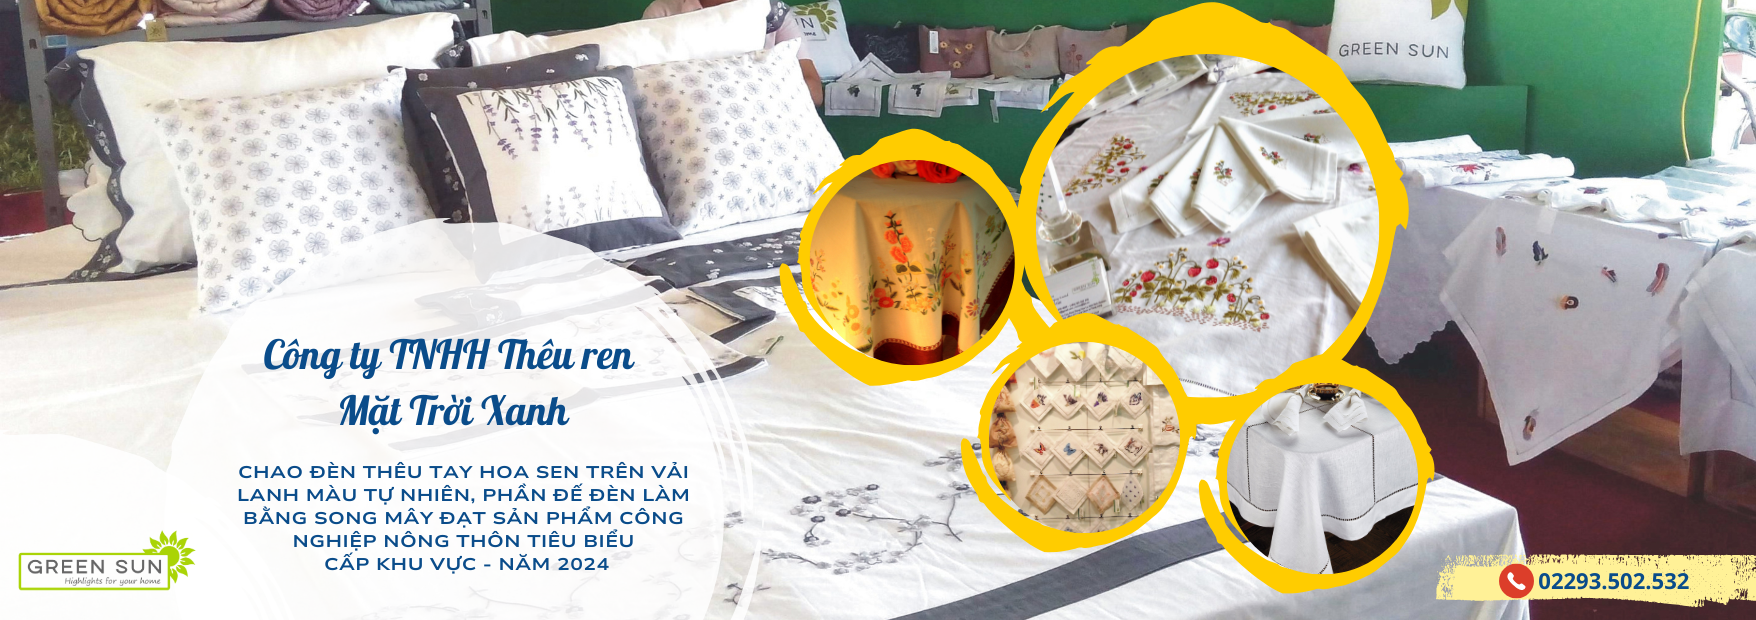 GREEN SUN
Công ty TNHH Thêu ren
Mặt Trời Xanh
CHAO ĐÈN THÊU TAY HOA SEN TRÊN VẢI
LANH MÀU TỰ NHIÊN, PHẦN ĐẾ ĐÈN LÀM
BẰNG SONG MÂY ĐẠT SẢN PHẨM CÔNG
NGHIỆP NÔNG THÔN TIÊU BIỂU
CẤP KHU VỰC - NĂM 2024
GREEN SUN
Highlights for your home
02293.502.532